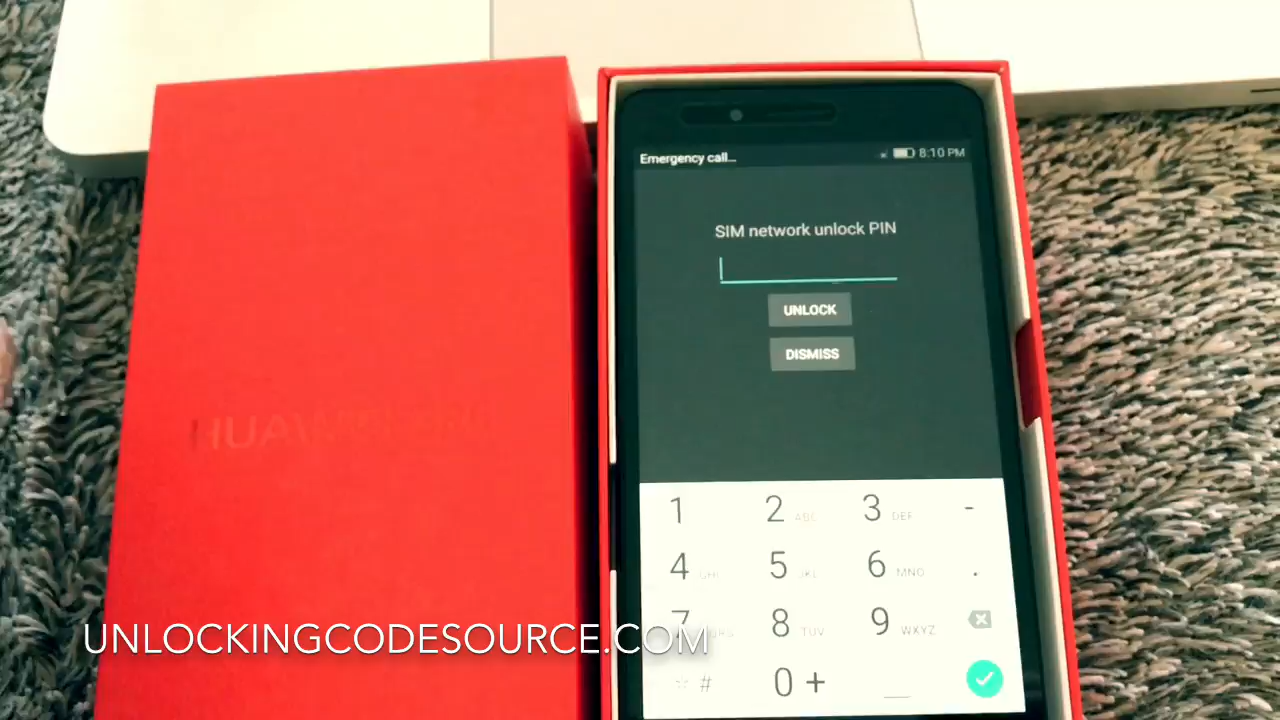 Emergency call...
8:10 PM
SIM network unlock PIN
UNLOCK
DISMISS
1 2 ABC 3 DEF -
4 GHI 5 JKL 6 MNO .
7 8 TUV 9 WXYZ
# 0 +
UNLOCKINGCODESOURCE.COM